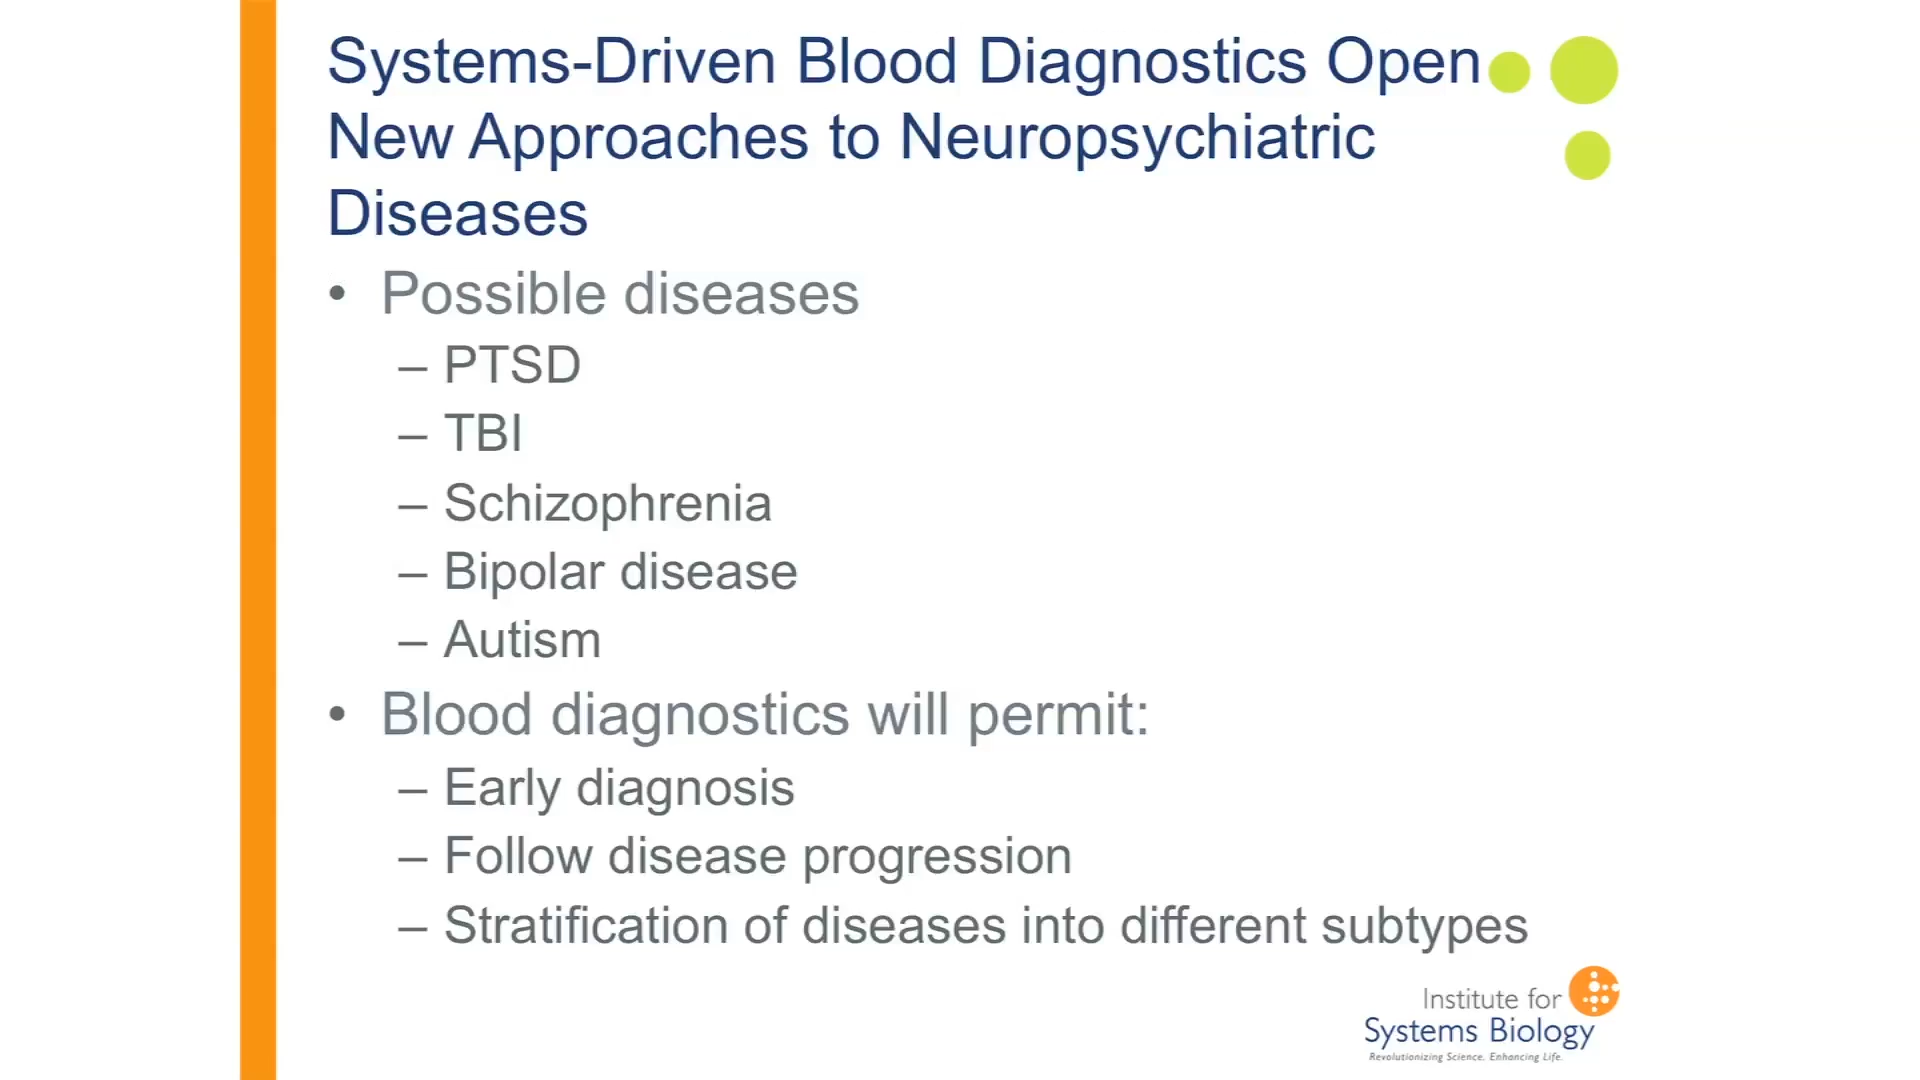 Systems-Driven Blood Diagnostics Open
New Approaches to Neuropsychiatric
Diseases
• Possible diseases
– PTSD
– TBI
– Schizophrenia
– Bipolar disease
– Autism
• Blood diagnostics will permit:
– Early diagnosis
– Follow disease progression
– Stratification of diseases into different subtypes
Institute for
Systems Biology
Revolutionizing Science. Enhancing Life.